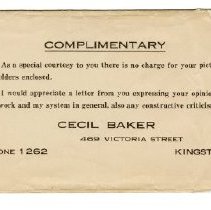 COMPLIMENTARY
As a special courtesy to you there is no charge for your pict
olders enclosed.
I would appreciate a letter from you expressing your opinio
work and my system in general, also any constructive criticis
CECIL BAKER
469 VICTORIA STREET
ONE 1262 KINGST